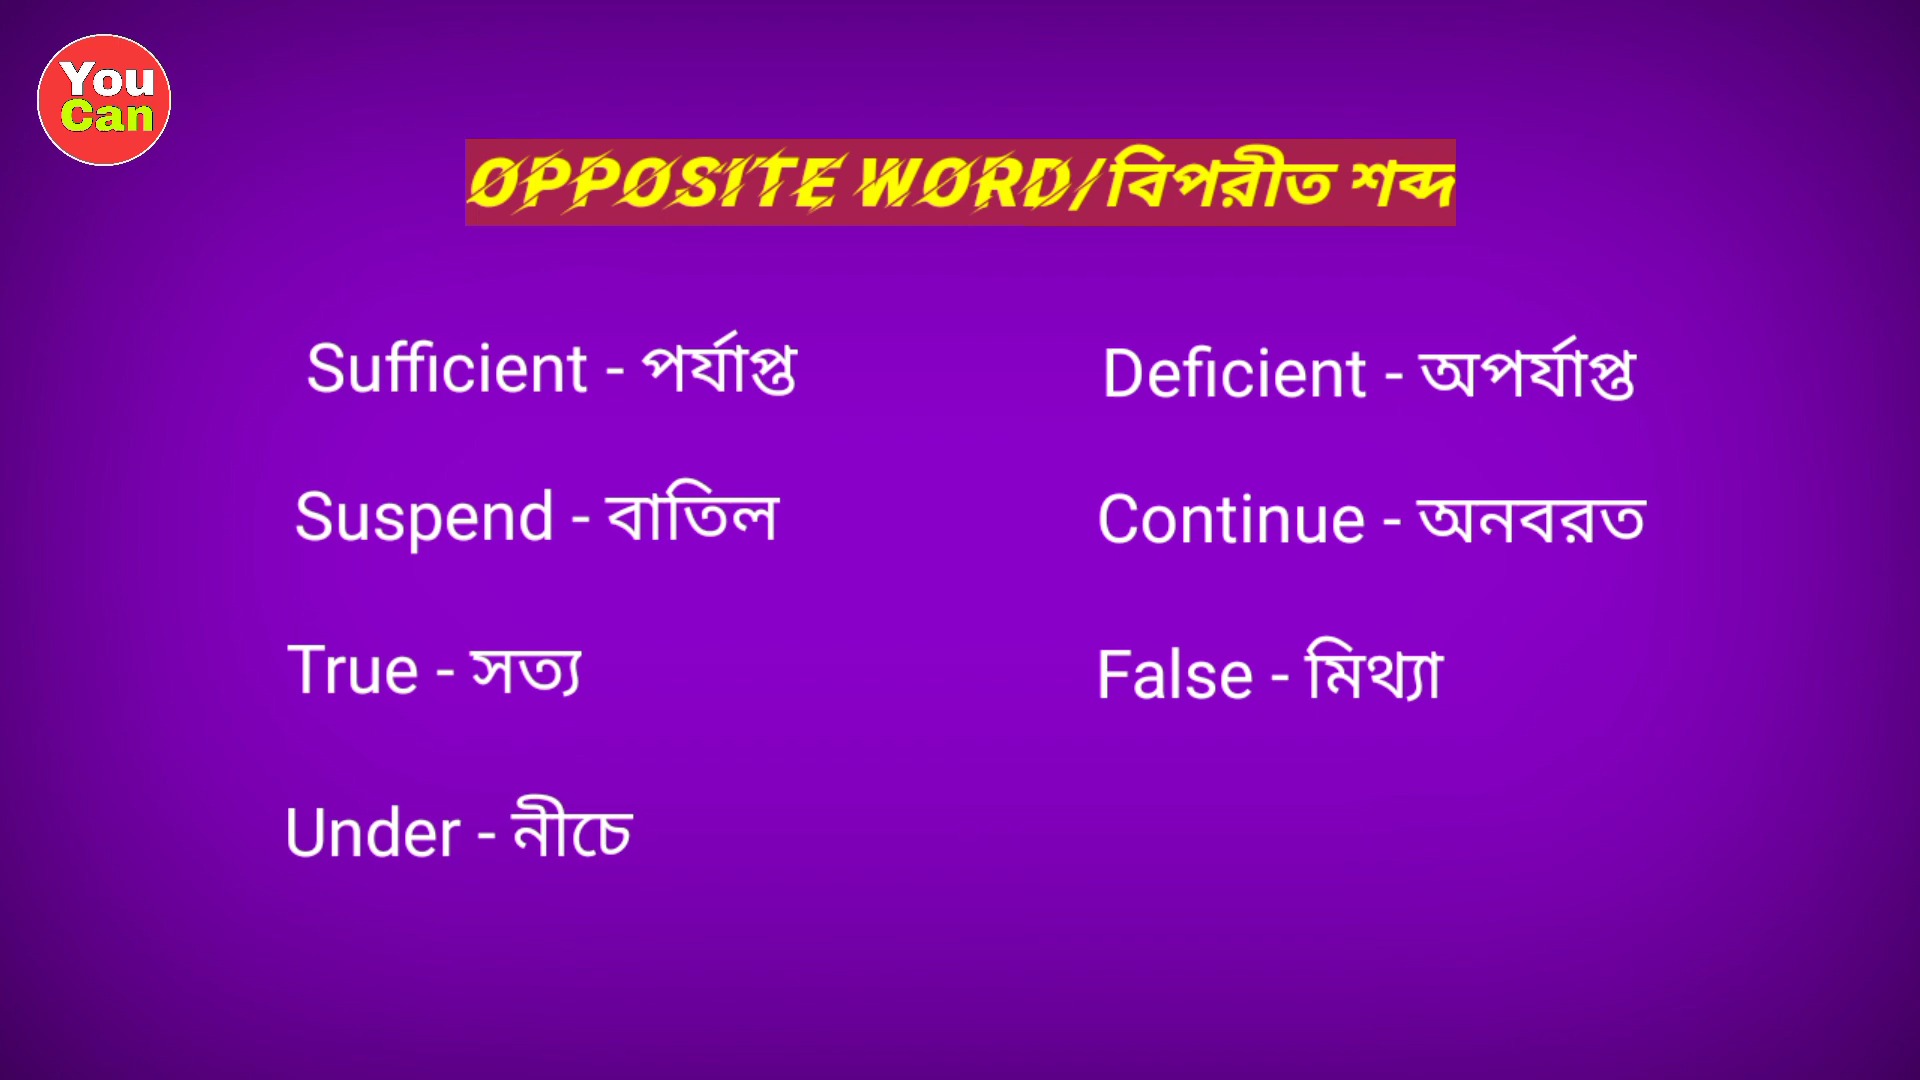 You
Can
OPPOSITE WORD/বিপরীত শব্দ
Sufficient - পর্যাপ্ত
Deficient - অপর্যাপ্ত
Suspend - বাতিল
Continue - অনবরত
True - সত্য
False - মিথ্যা
Under - নীচে